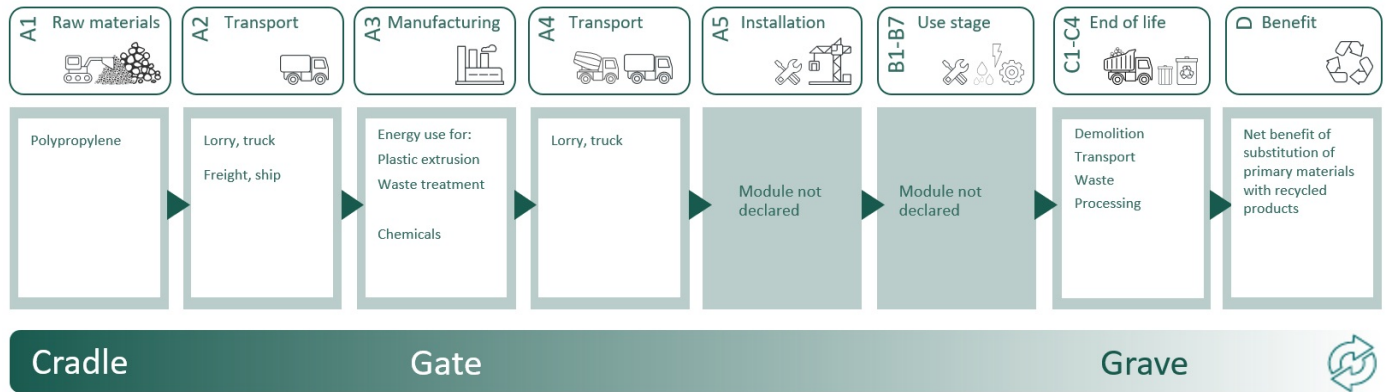 A1 Raw materials
A2 Transport
A3 Manufacturing
A4 Transport
A5 Installation
B1-B7 Use stage
C1-C4 End of life
D Benefit
Polypropylene
Lorry, truck
Freight, ship
Energy use for:
Plastic extrusion
Waste treatment
Chemicals
Lorry, truck
Module not
declared
Module not
declared
Demolition
Transport
Waste
Processing
Net benefit of
substitution of
primary materials
with recycled
products
Cradle
Gate
Grave